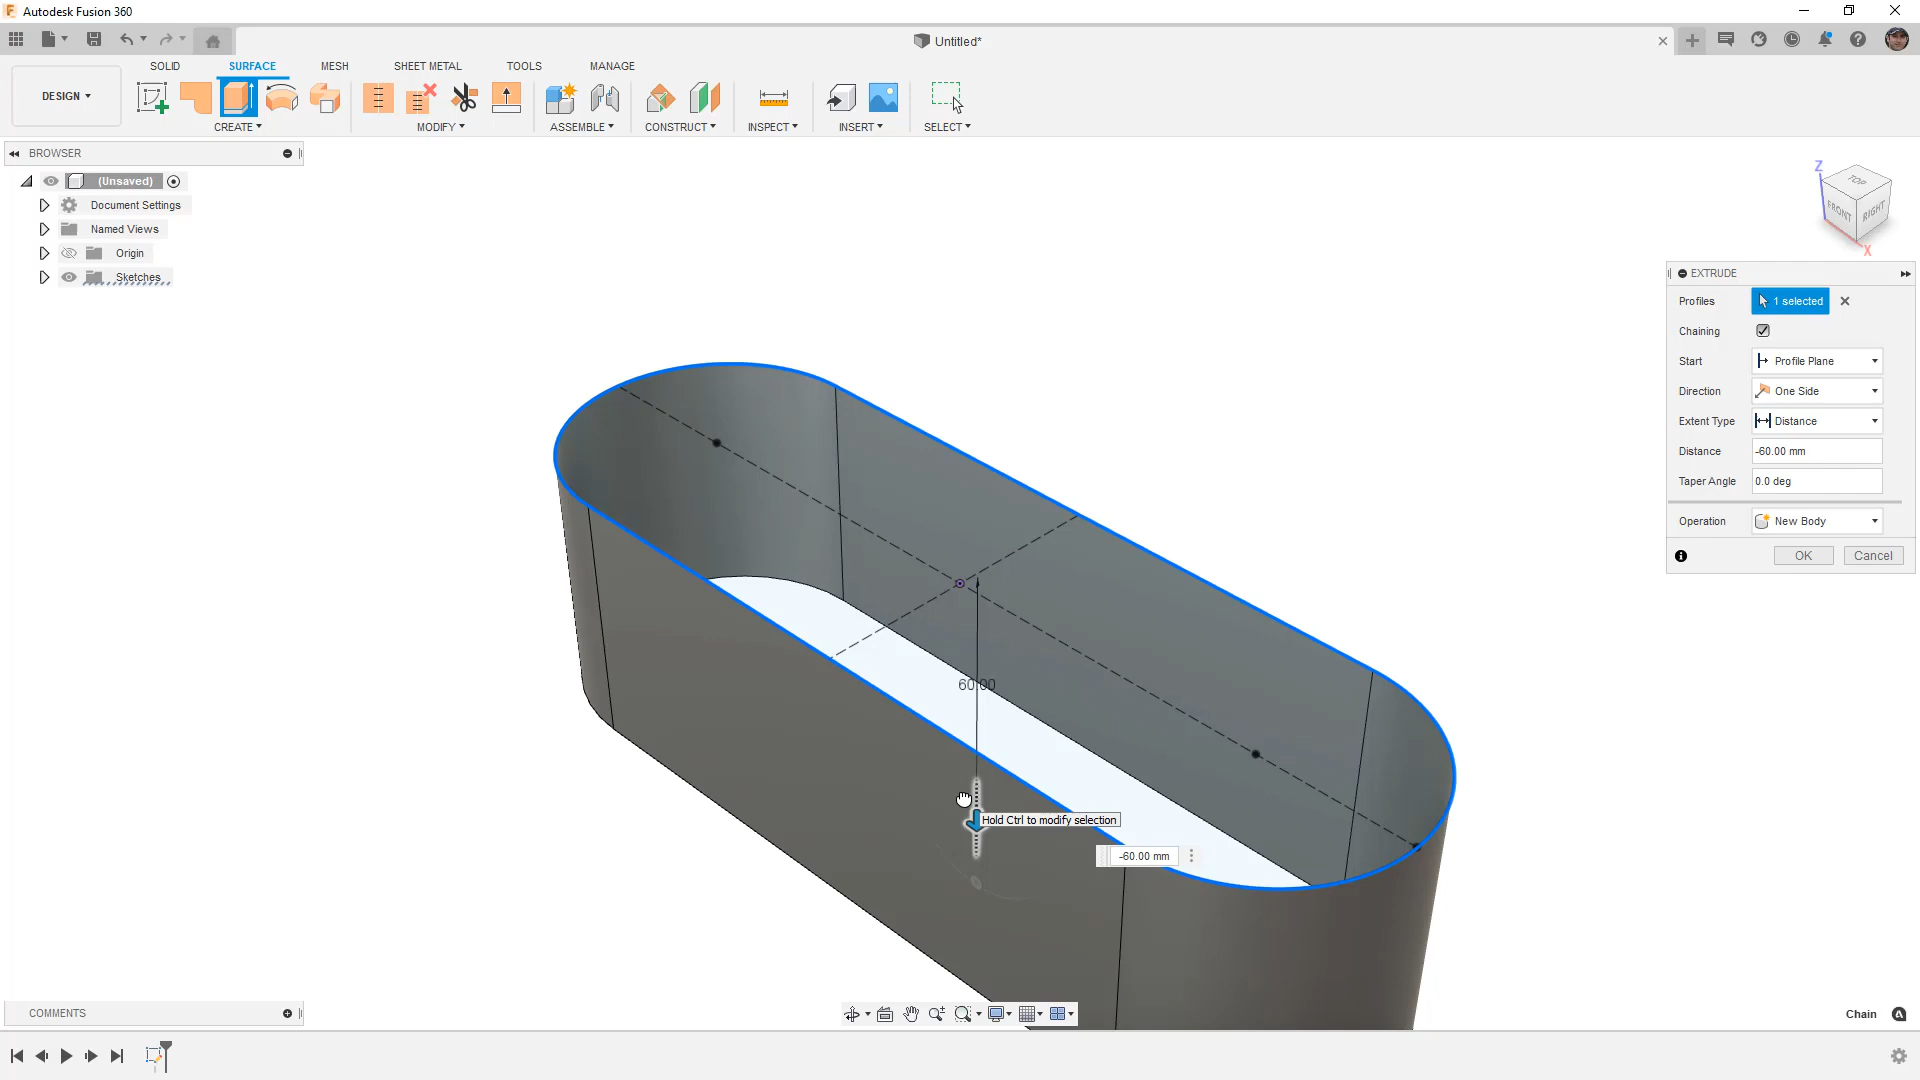 Autodesk Fusion 360
Untitled*
DESIGN
SOLID
SURFACE
MESH
SHEET METAL
TOOLS
MANAGE
CREATE
MODIFY
ASSEMBLE
CONSTRUCT
INSPECT
INSERT
SELECT
BROWSER
(Unsaved)
Document Settings
Named Views
Origin
Sketches
Z
TOP
FRONT
RIGHT
X
EXTRUDE
Profiles
1 selected
Chaining
Start
Profile Plane
Direction
One Side
Extent Type
Distance
Distance
-60.00 mm
Taper Angle
0.0 deg
Operation
New Body
OK
Cancel
60.00
Hold Ctrl to modify selection
-60.00 mm
COMMENTS
Chain